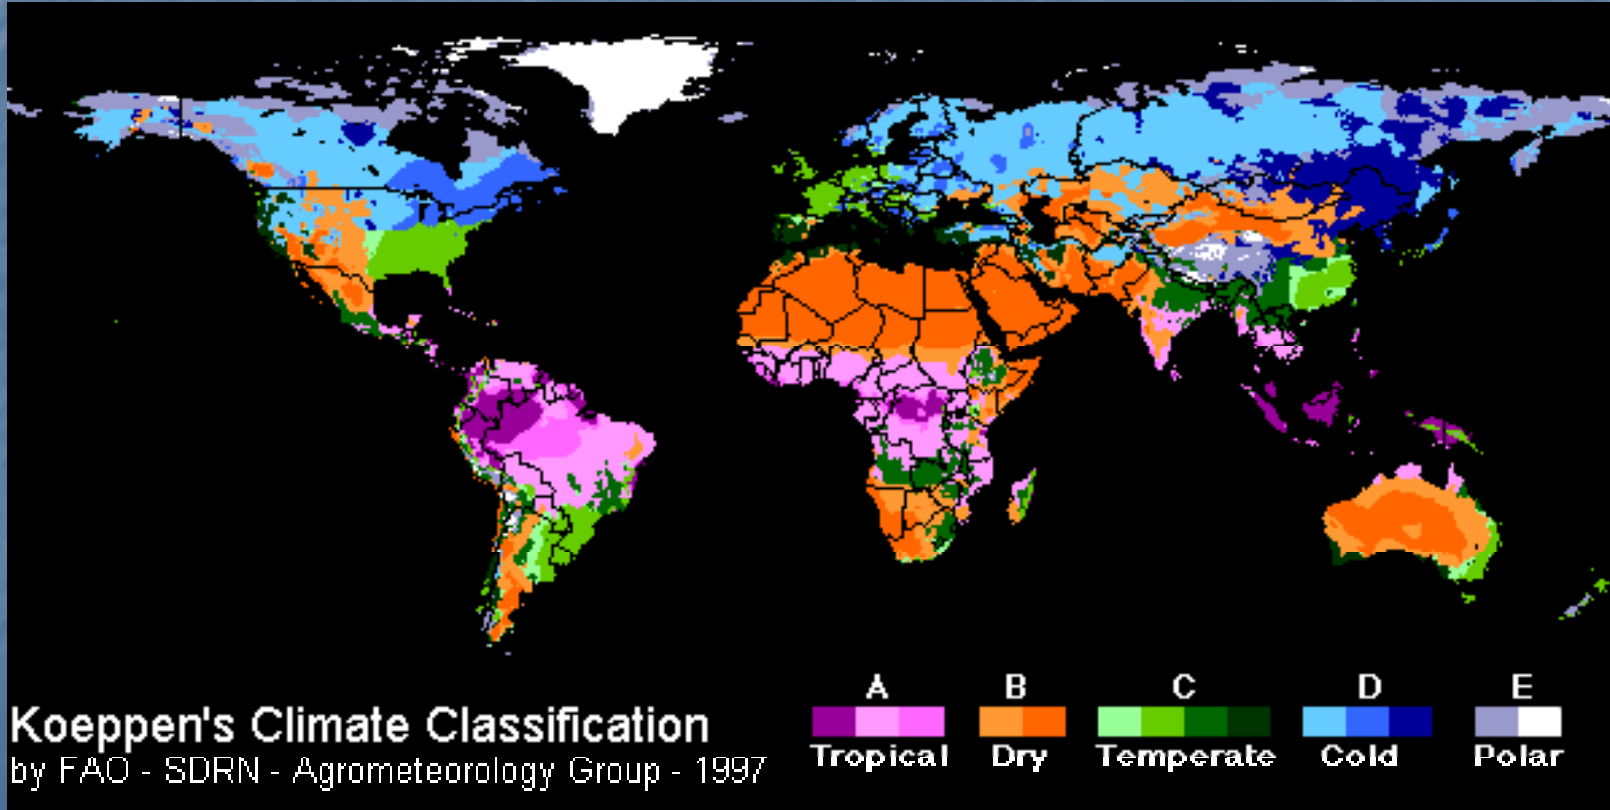 A B C D E
Tropical Dry Temperate Cold Polar
Koeppen's Climate Classification
by FAO - SDRN - Agrometeorology Group - 1997